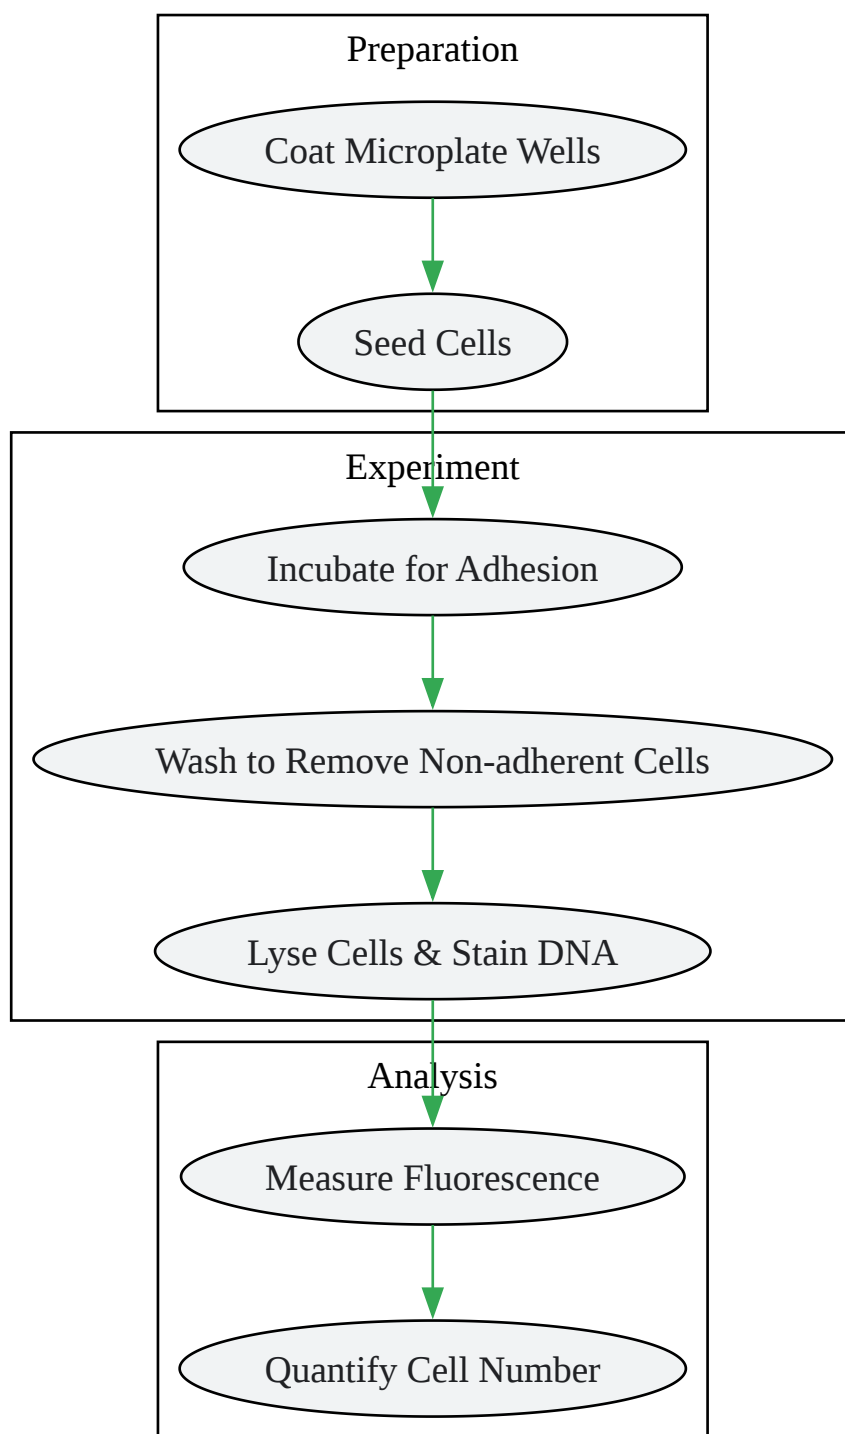 Preparation
Coat Microplate Wells
Seed Cells
Experiment
Incubate for Adhesion
Wash to Remove Non-adherent Cells
Lyse Cells & Stain DNA
Analysis
Measure Fluorescence
Quantify Cell Number